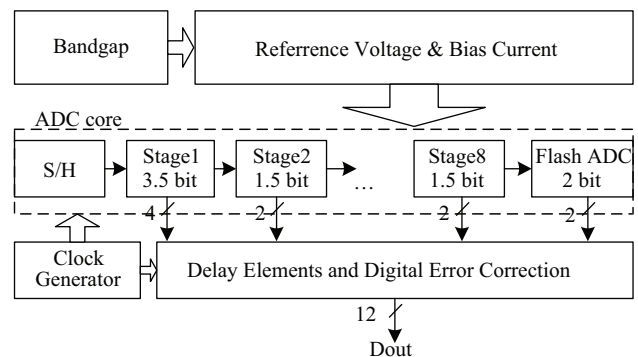 Bandgap
Referrence Voltage & Bias Current
ADC core
S/H
Stage1
3.5 bit
Stage2
1.5 bit
...
Stage8
1.5 bit
Flash ADC
2 bit
4
2
2
2
Clock
Generator
Delay Elements and Digital Error Correction
12
Dout